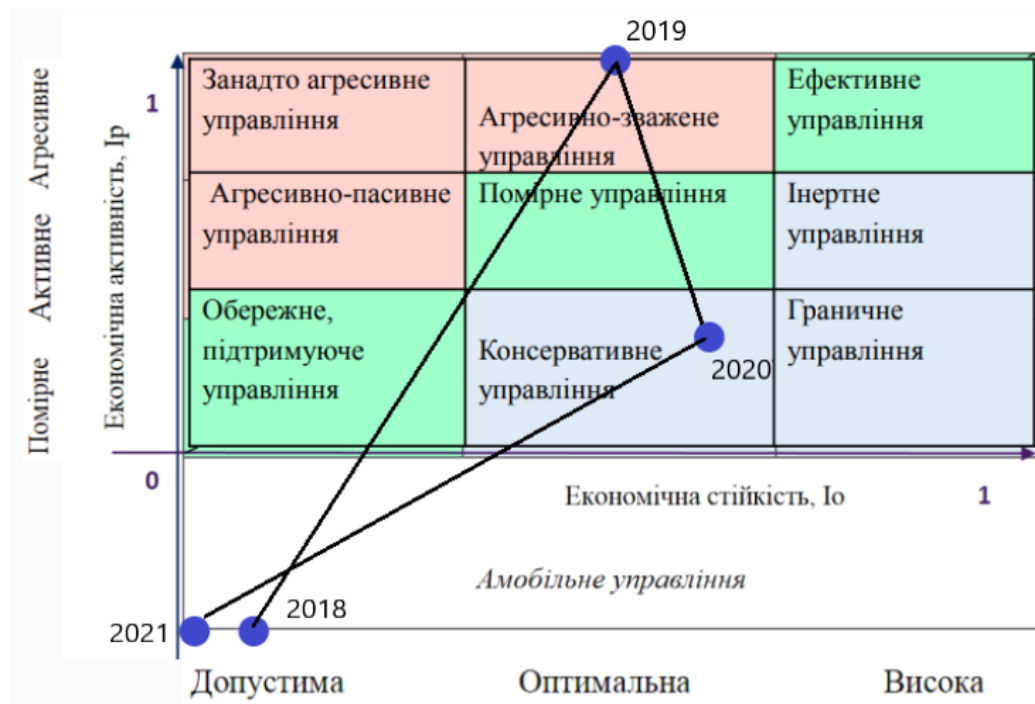 2019
Занадто агресивне
управління
Агресивно-зважене
управління
Ефективне
управління
Агресивно-пасивне
управління
Помірне управління
Інертне
управління
Обережне,
підтримуюче
управління
Консервативне
управління
Граничне
управління
2020
Помірне Активне Агресивне
Економічна активність, Ір
1
0
Економічна стійкість, Іо
1
Амобільне управління
2018
2021
Допустима
Оптимальна
Висока